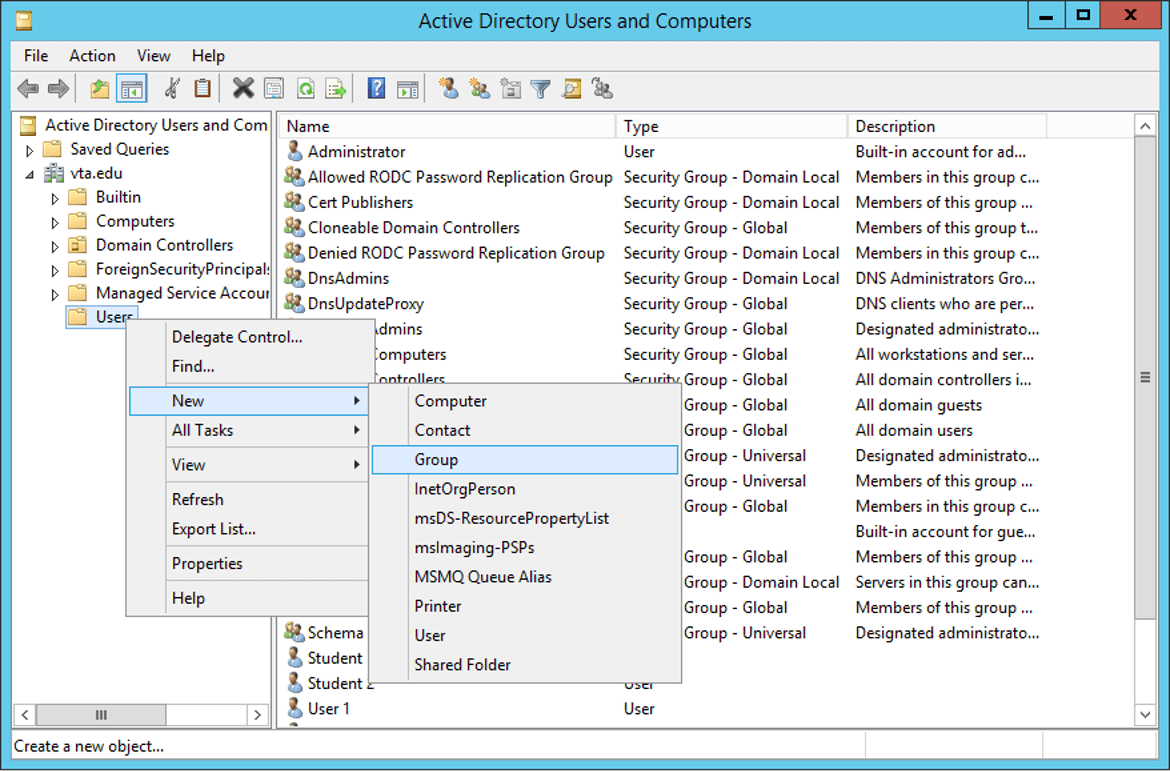 Active Directory Users and Computers
File Action View Help
Active Directory Users and Com
Saved Queries
vta.edu
Builtin
Computers
Domain Controllers
ForeignSecurityPrincipals
Managed Service Accour
Users
Delegate Control...
Find...
New
All Tasks
View
Refresh
Export List...
Properties
Help
Computer
Contact
Group
InetOrgPerson
msDS-ResourcePropertyList
msImaging-PSPs
MSMQ Queue Alias
Printer
User
Shared Folder
Name Type Description
Administrator User Built-in account for ad...
Allowed RODC Password Replication Group Security Group - Domain Local Members in this group c...
Cert Publishers Security Group - Domain Local Members of this group ...
Cloneable Domain Controllers Security Group - Global Members of this group t...
Denied RODC Password Replication Group Security Group - Domain Local Members in this group c...
DnsAdmins Security Group - Domain Local DNS Administrators Gro...
DnsUpdateProxy Security Group - Global DNS clients who are per...
Admins Security Group - Global Designated administrato...
Computers Security Group - Global All workstations and ser...
Controllers Security Group - Global All domain controllers i...
Group - Global All domain guests
Group - Global All domain users
Group - Universal Designated administrato...
Group - Universal Members of this group ...
Group - Global Members in this group c...
Built-in account for gue...
Group - Global Members of this group ...
Group - Domain Local Servers in this group can...
Group - Global Members of this group ...
Schema Group - Universal Designated administrato...
Student
Student 2 User
User 1 User
Create a new object...